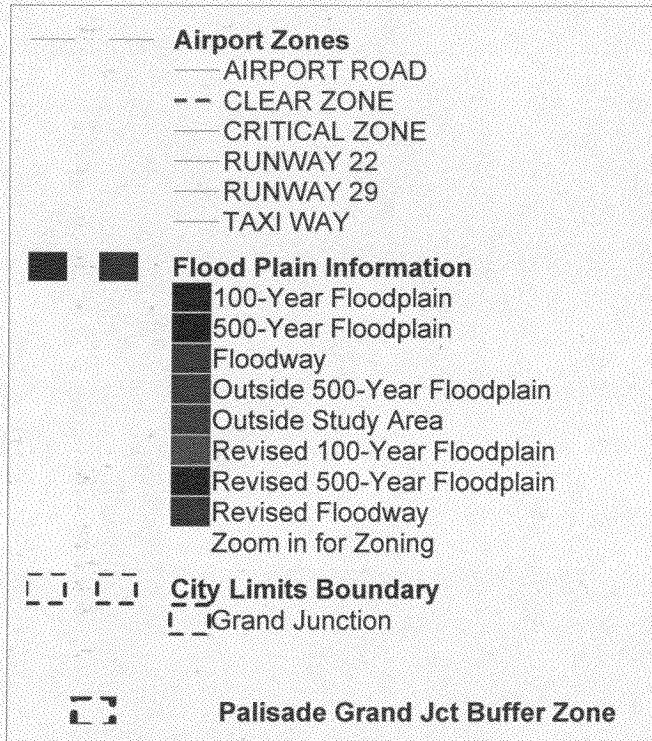 Airport Zones
AIRPORT ROAD
CLEAR ZONE
CRITICAL ZONE
RUNWAY 22
RUNWAY 29
TAXI WAY
Flood Plain Information
100-Year Floodplain
500-Year Floodplain
Floodway
Outside 500-Year Floodplain
Outside Study Area
Revised 100-Year Floodplain
Revised 500-Year Floodplain
Revised Floodway
Zoom in for Zoning
City Limits Boundary
Grand Junction
Palisade Grand Jct Buffer Zone